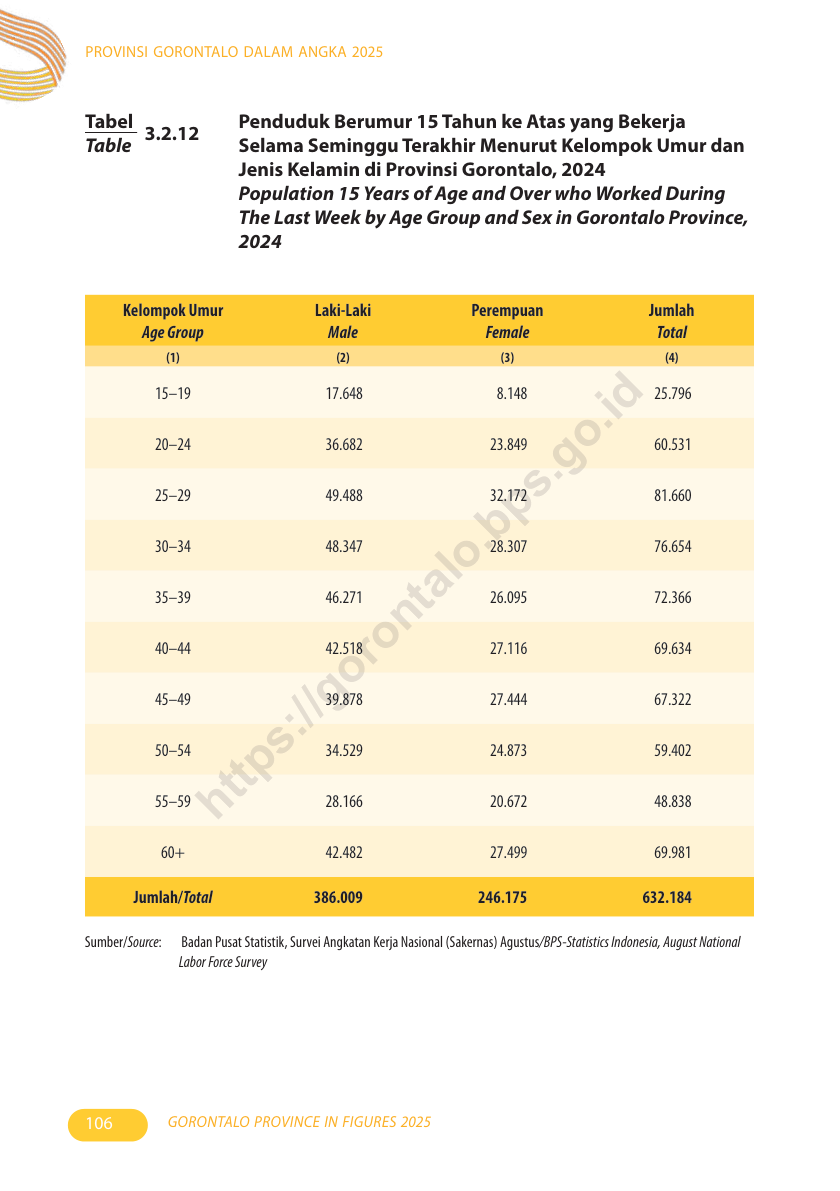 PROVINSI GORONTALO DALAM ANGKA 2025
Tabel
Table
3.2.12
Penduduk Berumur 15 Tahun ke Atas yang Bekerja
Selama Seminggu Terakhir Menurut Kelompok Umur dan
Jenis Kelamin di Provinsi Gorontalo, 2024
Population 15 Years of Age and Over who Worked During
The Last Week by Age Group and Sex in Gorontalo Province,
2024
Kelompok Umur Laki-Laki Perempuan Jumlah
Age Group Male Female Total
(1) (2) (3) (4)
15–19 17.648 8.148 25.796
20–24 36.682 23.849 60.531
25–29 49.488 32.172 81.660
30–34 48.347 28.307 76.654
35–39 46.271 26.095 72.366
40–44 42.518 27.116 69.634
45–49 39.878 27.444 67.322
50–54 34.529 24.873 59.402
55–59 28.166 20.672 48.838
60+ 42.482 27.499 69.981
Jumlah/Total 386.009 246.175 632.184
https://gorontalo.bps.go.id
Sumber/Source: Badan Pusat Statistik, Survei Angkatan Kerja Nasional (Sakernas) Agustus/BPS-Statistics Indonesia, August National
Labor Force Survey
106 GORONTALO PROVINCE IN FIGURES 2025